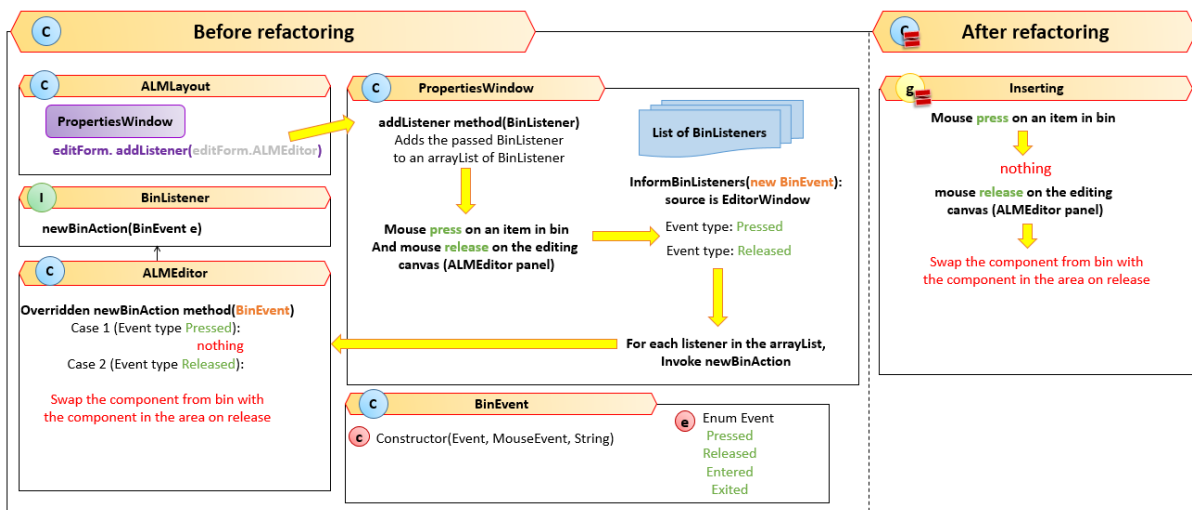 C
Before refactoring
C
ALMLayout
PropertiesWindow
editForm. addListener(editForm.ALMEditor)
I
BinListener
newBinAction(BinEvent e)
C
ALMEditor
Overridden newBinAction method(BinEvent)
Case 1 (Event type Pressed):
nothing
Case 2 (Event type Released):
Swap the component from bin with
the component in the area on release
C
PropertiesWindow
addListener method(BinListener)
Adds the passed BinListener
to an arrayList of BinListener
Mouse press on an item in bin
And mouse release on the editing
canvas (ALMEditor panel)
List of BinListeners
InformBinListeners(new BinEvent):
source is EditorWindow
Event type: Pressed
Event type: Released
For each listener in the arrayList,
Invoke newBinAction
C
BinEvent
c
Constructor(Event, MouseEvent, String)
e
Enum Event
Pressed
Released
Entered
Exited
C
After refactoring
g
Inserting
Mouse press on an item in bin
nothing
mouse release on the editing
canvas (ALMEditor panel)
Swap the component from bin with
the component in the area on release